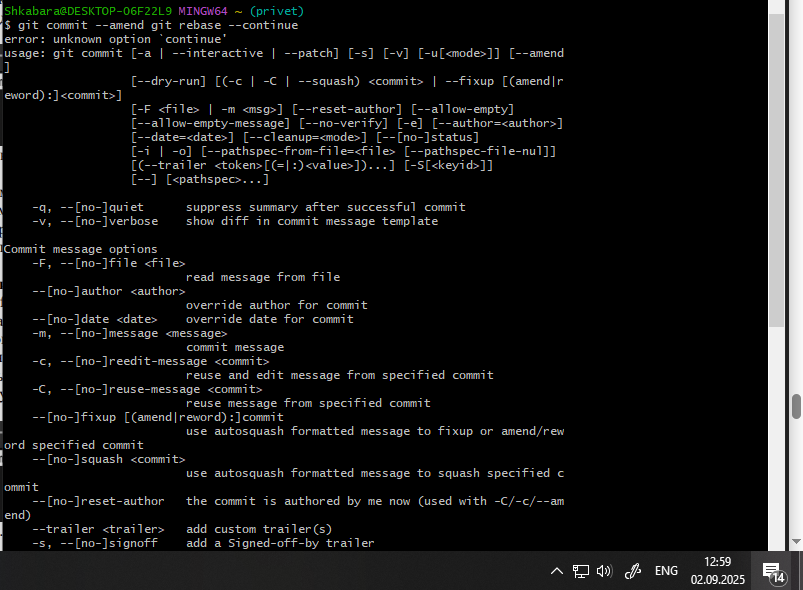 Shkabara@DESKTOP-O6F22L9 MINGW64 ~ (privet)
$ git commit --amend git rebase --continue
error: unknown option `continue'
usage: git commit [-a | --interactive | --patch] [-s] [-v] [-u[<mode>]] [--amend
]
[--dry-run] [(-c | -C | --squash) <commit> | --fixup [(amend|r
eword):]<commit>]
[-F <file> | -m <msg>] [--reset-author] [--allow-empty]
[--allow-empty-message] [--no-verify] [-e] [--author=<author>]
[--date=<date>] [--cleanup=<mode>] [--[no-]status]
[-i | -o] [--pathspec-from-file=<file> [--pathspec-file-nul]]
[(--trailer <token>[(=|:)<value>])...] [-S[<keyid>]]
[--] [<pathspec>...]
-q, --[no-]quiet suppress summary after successful commit
-v, --[no-]verbose show diff in commit message template
Commit message options
-F, --[no-]file <file>
read message from file
--[no-]author <author>
override author for commit
--[no-]date <date> override date for commit
-m, --[no-]message <message>
commit message
-c, --[no-]reedit-message <commit>
reuse and edit message from specified commit
-C, --[no-]reuse-message <commit>
reuse message from specified commit
--[no-]fixup [(amend|reword):]commit
use autosquash formatted message to fixup or amend/rew
ord specified commit
--[no-]squash <commit>
use autosquash formatted message to squash specified c
ommit
--[no-]reset-author the commit is authored by me now (used with -C/-c/--am
end)
--trailer <trailer> add custom trailer(s)
-s, --[no-]signoff add a Signed-off-by trailer
ENG
12:59
02.09.2025
14